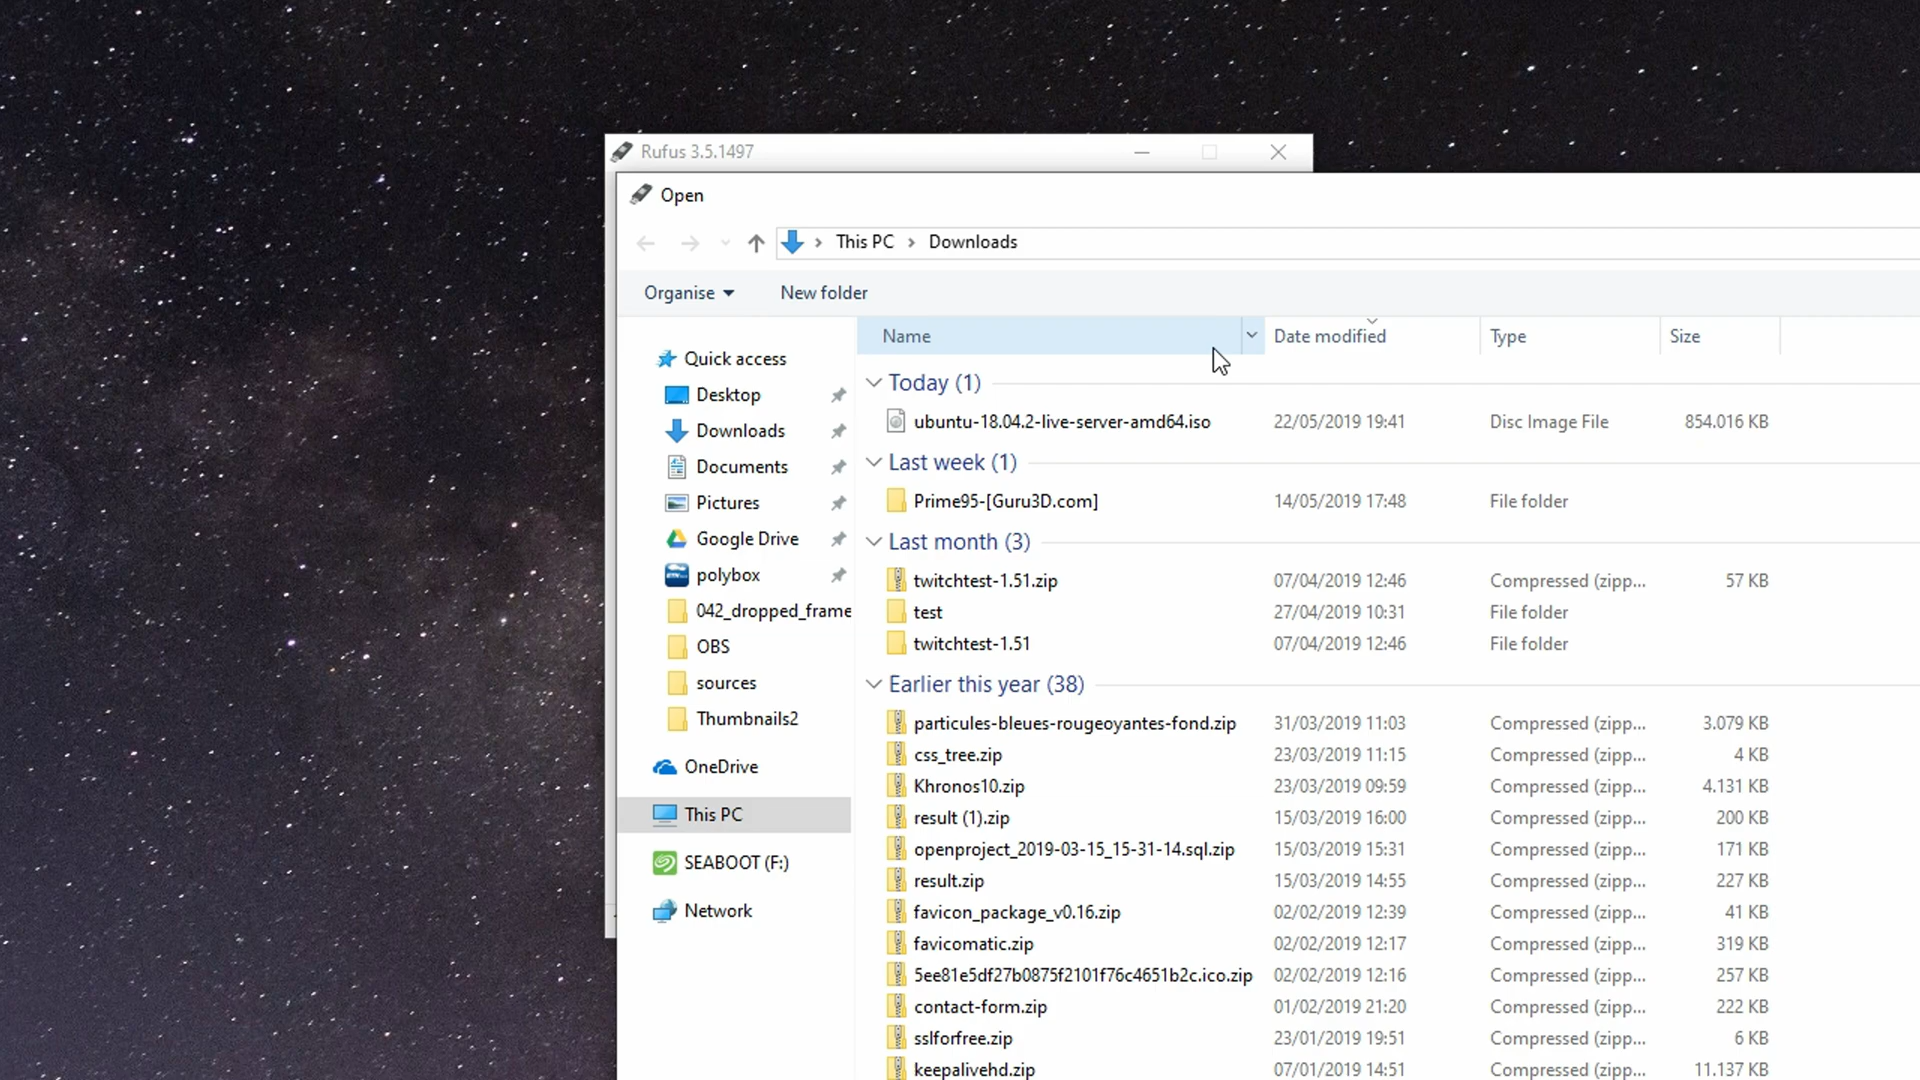 Rufus 3.5.1497
Open
This PC > Downloads
Organise
New folder
Name
Date modified
Type
Size
Quick access
Desktop
Downloads
Documents
Pictures
Google Drive
polybox
042_dropped_frame
OBS
sources
Thumbnails2
OneDrive
This PC
SEABOOT (F:)
Network
Today (1)
ubuntu-18.04.2-live-server-amd64.iso 22/05/2019 19:41 Disc Image File 854.016 KB
Last week (1)
Prime95-[Guru3D.com] 14/05/2019 17:48 File folder
Last month (3)
twitchtest-1.51.zip 07/04/2019 12:46 Compressed (zipp... 57 KB
test 27/04/2019 10:31 File folder
twitchtest-1.51 07/04/2019 12:46 File folder
Earlier this year (38)
particules-bleues-rougeoyantes-fond.zip 31/03/2019 11:03 Compressed (zipp... 3.079 KB
css_tree.zip 23/03/2019 11:15 Compressed (zipp... 4 KB
Khronos10.zip 23/03/2019 09:59 Compressed (zipp... 4.131 KB
result (1).zip 15/03/2019 16:00 Compressed (zipp... 200 KB
openproject_2019-03-15_15-31-14.sql.zip 15/03/2019 15:31 Compressed (zipp... 171 KB
result.zip 15/03/2019 14:55 Compressed (zipp... 227 KB
favicon_package_v0.16.zip 02/02/2019 12:39 Compressed (zipp... 41 KB
favicomatic.zip 02/02/2019 12:17 Compressed (zipp... 319 KB
5ee81e5df27b0875f2101f76c4651b2c.ico.zip 02/02/2019 12:16 Compressed (zipp... 257 KB
contact-form.zip 01/02/2019 21:20 Compressed (zipp... 222 KB
sslforfree.zip 23/01/2019 19:51 Compressed (zipp... 6 KB
keepalivehd.zip 07/01/2019 14:51 Compressed (zipp... 11.137 KB